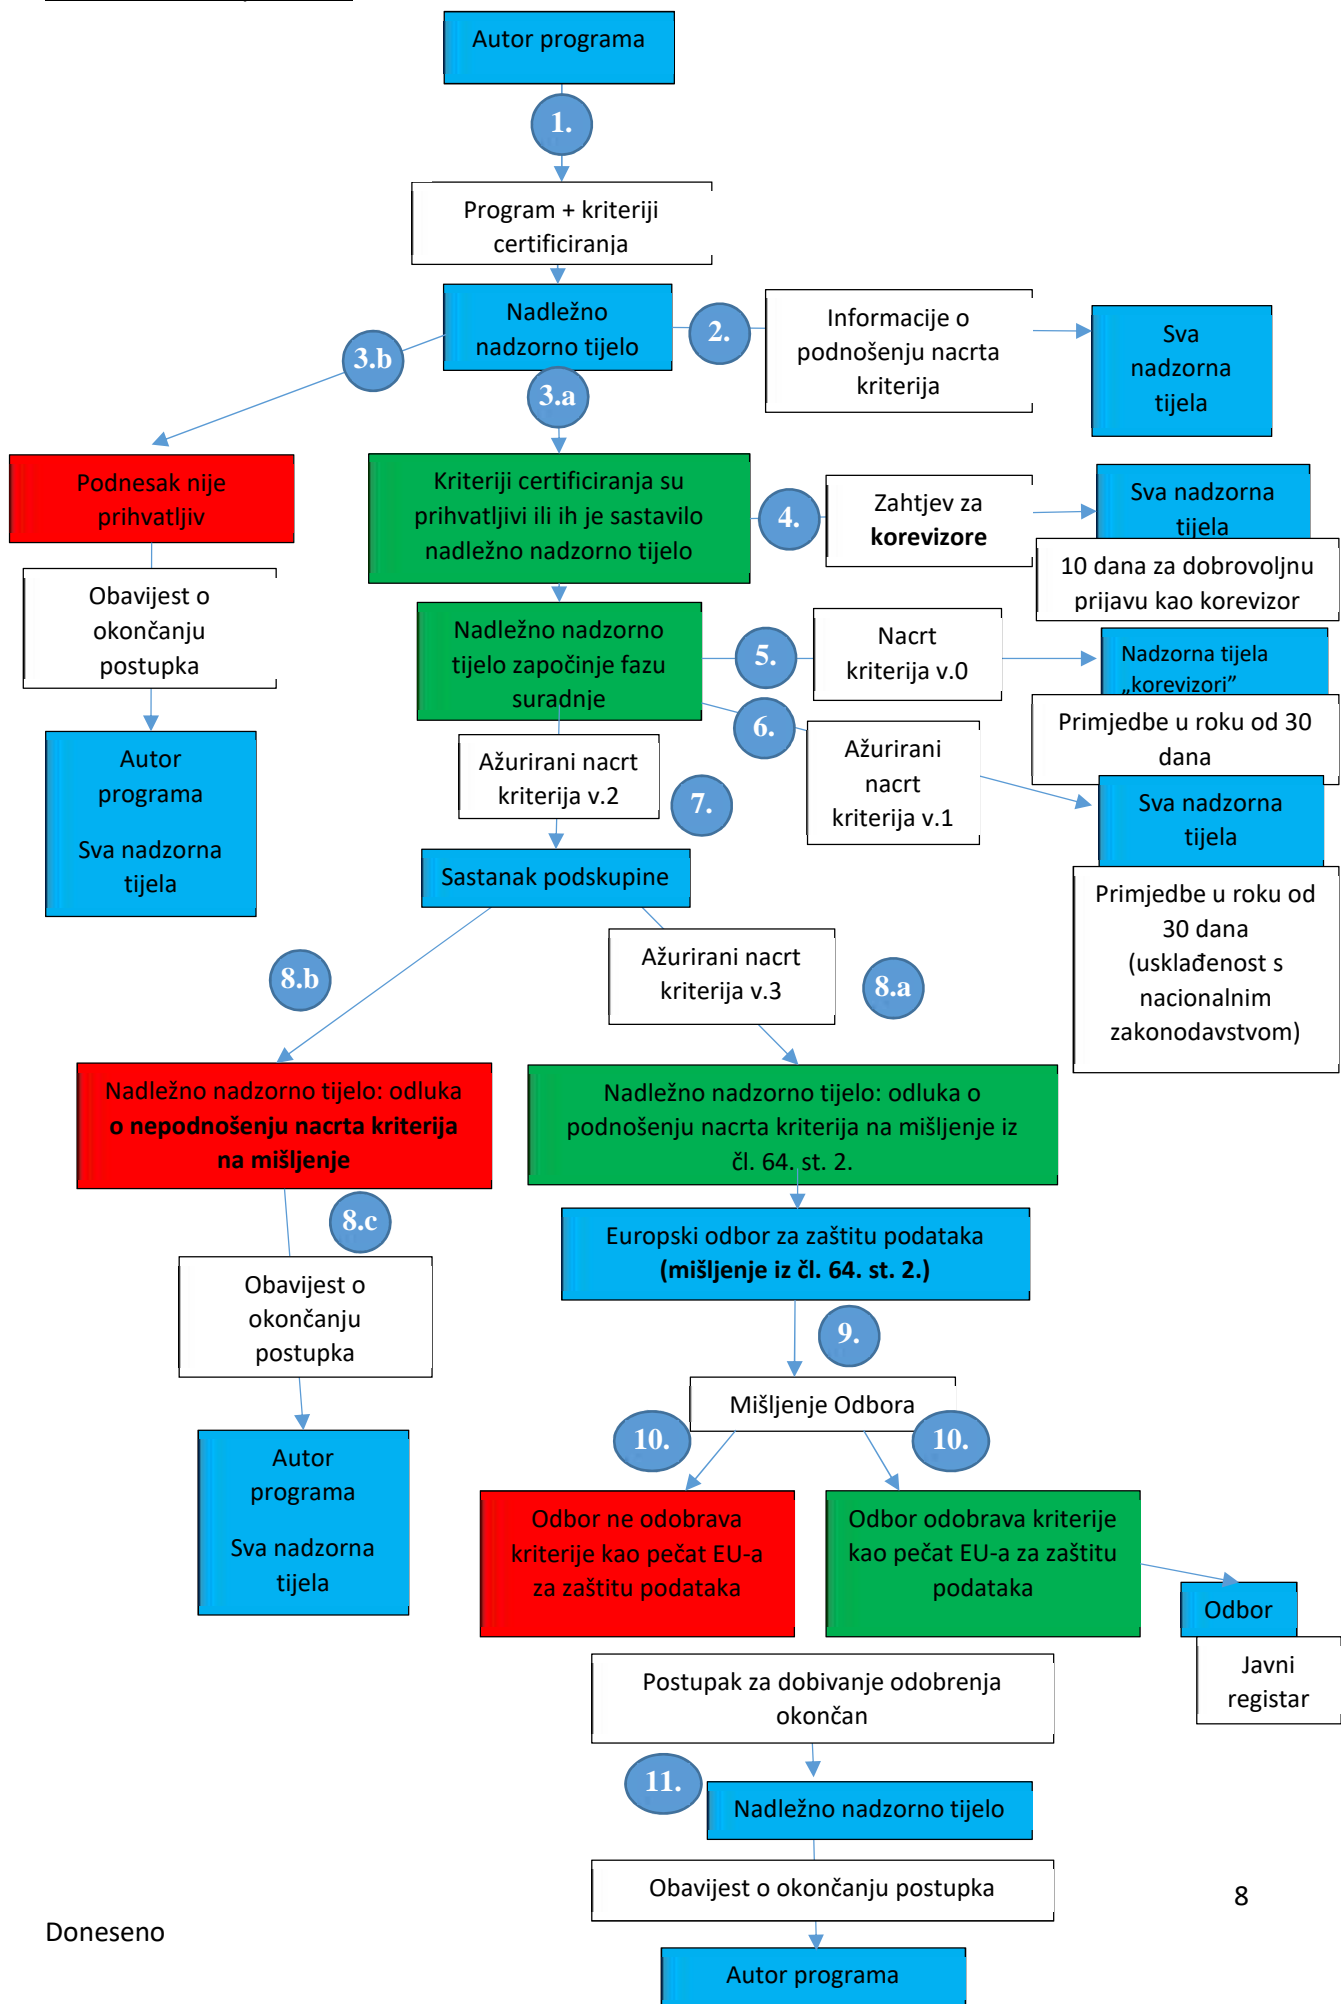 Autor programa
1.
Program + kriteriji
certificiranja
Nadležno
nadzorno tijelo
2.
Informacije o
podnošenju nacrta
kriterija
Sva
nadzorna
tijela
3.b
3.a
Podnesak nije
prihvatljiv
Kriteriji certificiranja su
prihvatljivi ili ih je sastavilo
nadležno nadzorno tijelo
4.
Zahtjev za
korevizore
Sva nadzorna
tijela
10 dana za dobrovoljnu
prijavu kao korevizor
Obavijest o
okončanju
postupka
Nadležno nadzorno
tijelo započinje fazu
suradnje
5.
Nacrt
kriterija v.0
Nadzorna tijela
„korevizori”
Primjedbe u roku od 30
dana
6.
Ažurirani
nacrt
kriterija v.1
Sva nadzorna
tijela
Primjedbe u roku od
30 dana
(usklađenost s
nacionalnim
zakonodavstvom)
Autor
programa
Sva nadzorna
tijela
Ažurirani nacrt
kriterija v.2
7.
Sastanak podskupine
8.b
Ažurirani nacrt
kriterija v.3
8.a
Nadležno nadzorno tijelo: odluka
o nepodnošenju nacrta kriterija
na mišljenje
Nadležno nadzorno tijelo: odluka o
podnošenju nacrta kriterija na mišljenje iz
čl. 64. st. 2.
8.c
Europski odbor za zaštitu podataka
(mišljenje iz čl. 64. st. 2.)
Obavijest o
okončanju
postupka
9.
Mišljenje Odbora
10.
10.
Autor
programa
Sva nadzorna
tijela
Odbor ne odobrava
kriterije kao pečat EU-a
za zaštitu podataka
Odbor odobrava kriterije
kao pečat EU-a za zaštitu
podataka
Odbor
Javni
registar
Postupak za dobivanje odobrenja
okončan
11.
Nadležno nadzorno tijelo
Obavijest o okončanju postupka
8
Doneseno
Autor programa